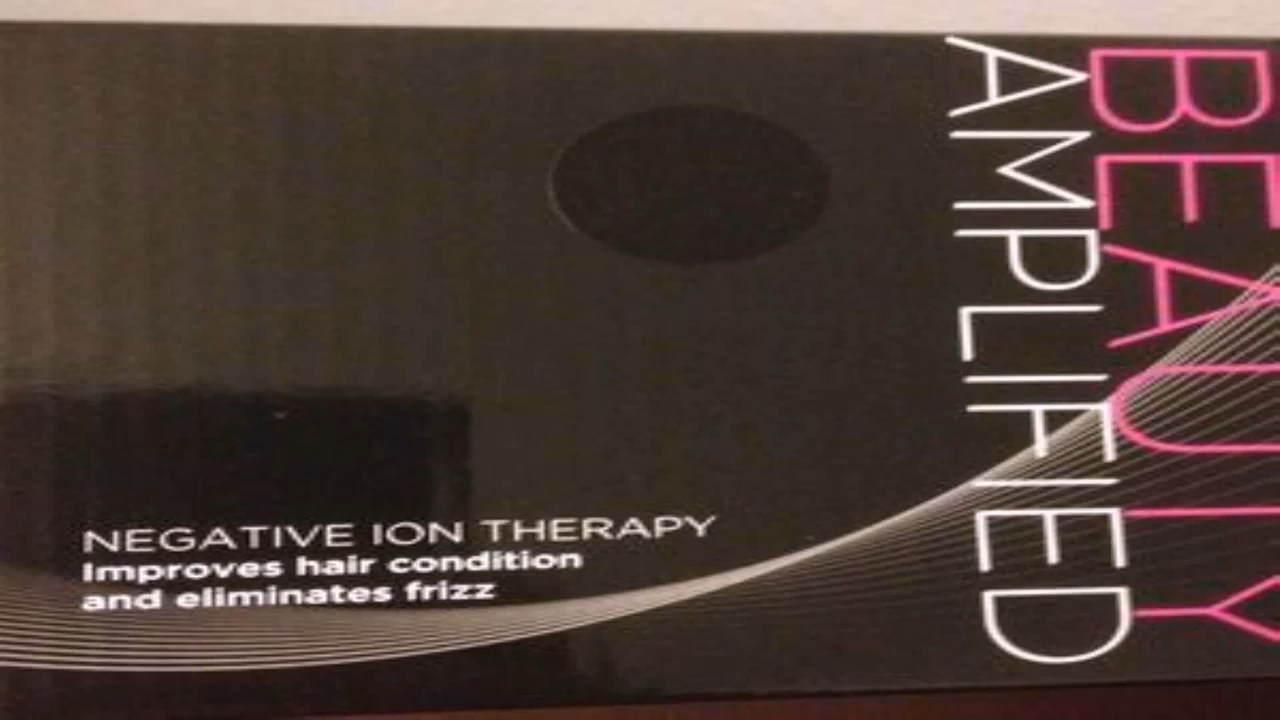 BEAUTY
AMPLIFIED
NEGATIVE ION THERAPY
Improves hair condition
and eliminates frizz